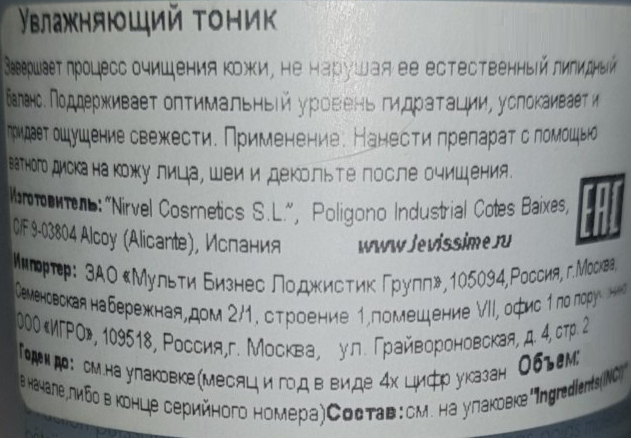 Увлажняющий тоник
Завершает процесс очищения кожи, не нарушая ее естественный липидный
баланс. Поддерживает оптимальный уровень гидратации, успокаивает и
придает ощущение свежести. Применение: Нанести препарат с помощью
ватного диска на кожу лица, шеи и декольте после очищения.
Изготовитель: "Nirvel Cosmetics S.L.", Poligono Industrial Cotes Baixes,
C/F 9-03804 Alcoy (Alicante), Испания www.levissime.ru
EAC
Импортер: ЗАО «Мульти Бизнес Лоджистик Групп», 105094, Россия, г. Москва,
Семеновская набережная, дом 2/1, строение 1, помещение VII, офис 1 по
ООО «ИГРО», 109518, Россия, г. Москва, ул. Грайвороновская, д. 4, стр. 2
Годен до: см. на упаковке (месяц и год в виде 4х цифр указан Объем:
в начале, либо в конце серийного номера) Состав: см. на упаковке "Ingredients (INCI)"